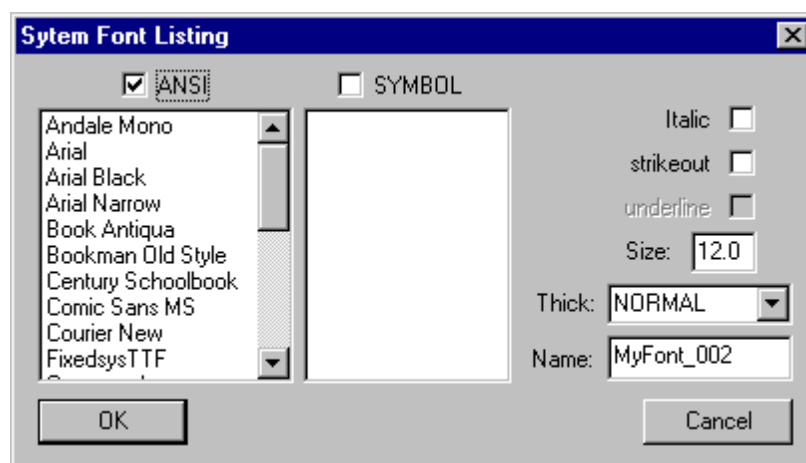 Sytem Font Listing
ANSI
SYMBOL
Andale Mono
Arial
Arial Black
Arial Narrow
Book Antiqua
Bookman Old Style
Century Schoolbook
Comic Sans MS
Courier New
FixedsysTTF
Italic
strikeout
underline
Size: 12.0
Thick: NORMAL
Name: MyFont_002
OK
Cancel